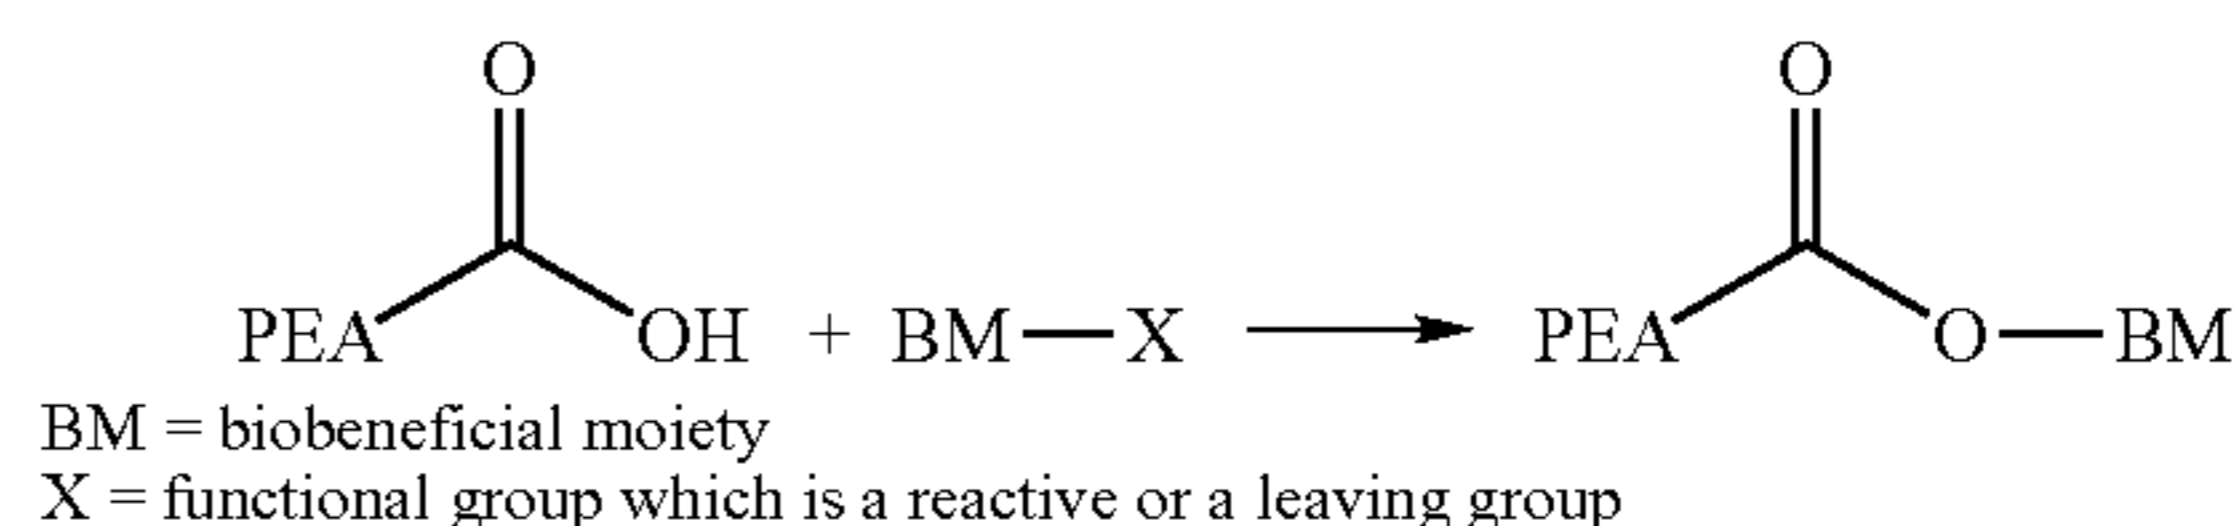 O O
PEA OH + BM—X PEA O—BM
BM = biobeneficial moiety
X = functional group which is a reactive or a leaving group